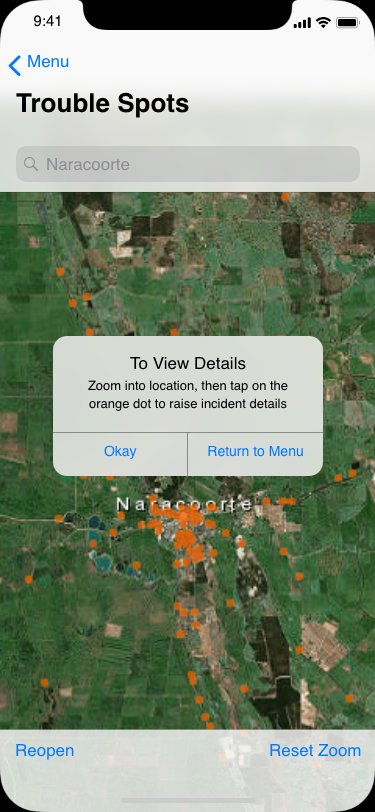 9:41
Menu
Trouble Spots
Naracoorte
To View Details
Zoom into location, then tap on the
orange dot to raise incident details
Okay
Return to Menu
Naracoorte
Reopen
Reset Zoom